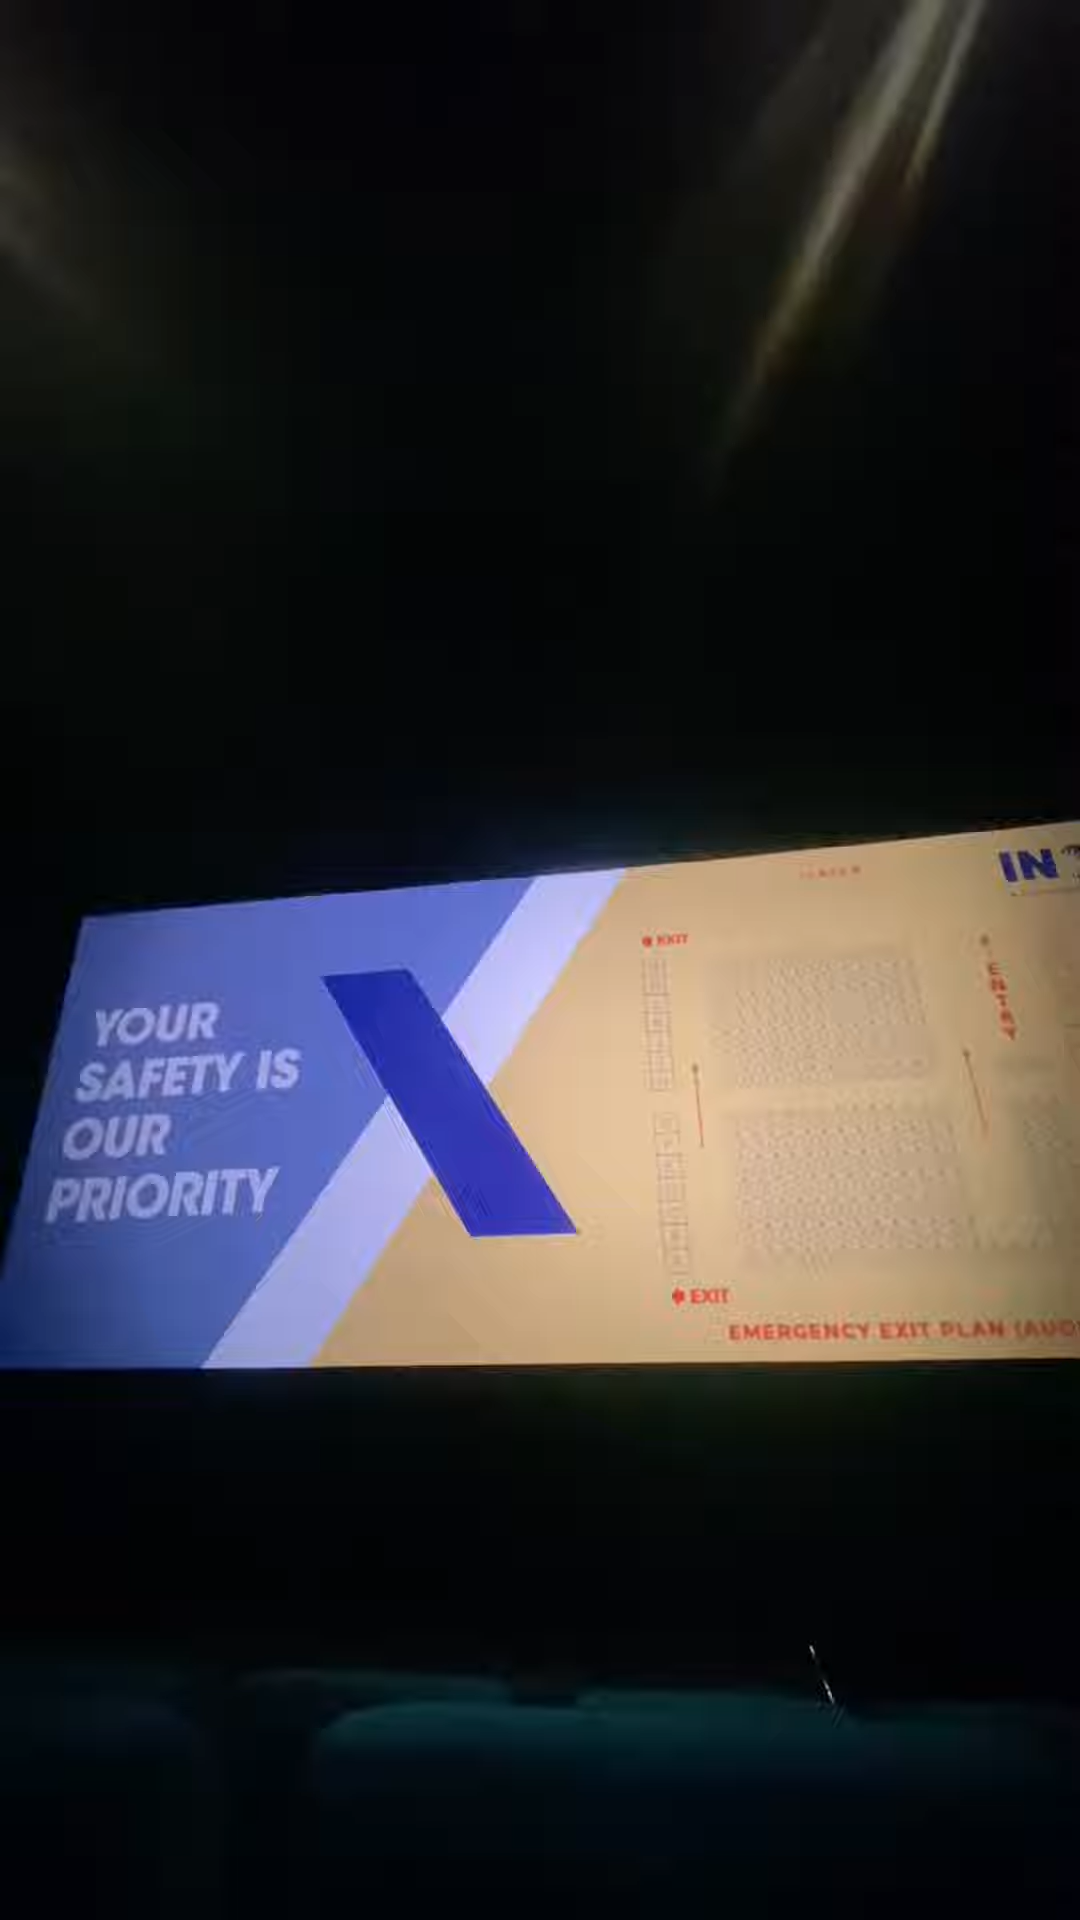 YOUR
SAFETY IS
OUR
PRIORITY
IN
EXIT
ENTRY
EXIT
EMERGENCY EXIT PLAN